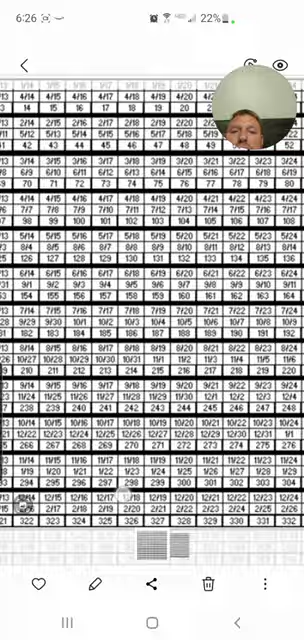 6:26 22%
/13 4/14 4/15 4/16 4/17 4/18 4/19 4/20 4/2
13 14 15 16 17 18 19 20 2
/13 2/14 2/15 2/16 2/17 2/18 2/19 2/20
/11 5/12 5/13 5/14 5/15 5/16 5/17 5/18 5/19
41 42 43 44 45 46 47 48 49 52
/13 3/14 3/15 3/16 3/17 3/18 3/19 3/20 3/21 3/22 3/23 3/24
6/9 6/10 6/11 6/12 6/13 6/14 6/15 6/16 6/17 6/18 6/19
69 70 71 72 73 74 75 76 77 78 79 80
/13 4/14 4/15 4/16 4/17 4/18 4/19 4/20 4/21 4/22 4/23 4/24
/6 7/7 7/8 7/9 7/10 7/11 7/12 7/13 7/14 7/15 7/16 7/17
98 99 100 101 102 103 104 105 106 107 108
/13 5/14 5/15 5/16 5/17 5/18 5/19 5/20 5/21 5/22 5/23 5/24
/3 8/4 8/5 8/6 8/7 8/8 8/9 8/10 8/11 8/12 8/13 8/14
25 126 127 128 129 130 131 132 133 134 135 136
/13 6/14 6/15 6/16 6/17 6/18 6/19 6/20 6/21 6/22 6/23 6/24
9/1 9/2 9/3 9/4 9/5 9/6 9/7 9/8 9/9 9/10 9/11
154 155 156 157 158 159 160 161 162 163 164
/13 7/14 7/15 7/16 7/17 7/18 7/19 7/20 7/21 7/22 7/23 7/24
28 9/29 9/30 10/1 10/2 10/3 10/4 10/5 10/6 10/7 10/8 10/9
81 182 183 184 185 186 187 188 189 190 191 192
/13 8/14 8/15 8/16 8/17 8/18 8/19 8/20 8/21 8/22 8/23 8/24
/26 10/27 10/28 10/29 10/30 10/31 11/1 11/2 11/3 11/4 11/5 11/6
210 211 212 213 214 215 216 217 218 219 220
9/14 9/15 9/16 9/17 9/18 9/19 9/20 9/21 9/22 9/23 9/24
11/24 11/25 11/26 11/27 11/28 11/29 11/30 12/1 12/2 12/3 12/4
238 239 240 241 242 243 244 245 246 247 248
10/14 10/15 10/16 10/17 10/18 10/19 10/20 10/21 10/22 10/23 10/24
12/22 12/23 12/24 12/25 12/26 12/27 12/28 12/29 12/30 12/31 1/1
266 267 268 269 270 271 272 273 274 275 276
11/14 11/15 11/16 11/17 11/18 11/19 11/20 11/21 11/22 11/23 11/24
1/19 1/20 1/21 1/22 1/23 1/24 1/25 1/26 1/27 1/28 1/29
294 295 296 297 298 299 300 301 302 303 304
/13 12/14 12/15 12/16 12/17 12/18 12/19 12/20 12/21 12/22 12/23 12/24
2/17 2/18 2/19 2/20 2/21 2/22 2/23 2/24 2/25 2/26
21 322 323 324 325 326 327 328 329 330 331 332